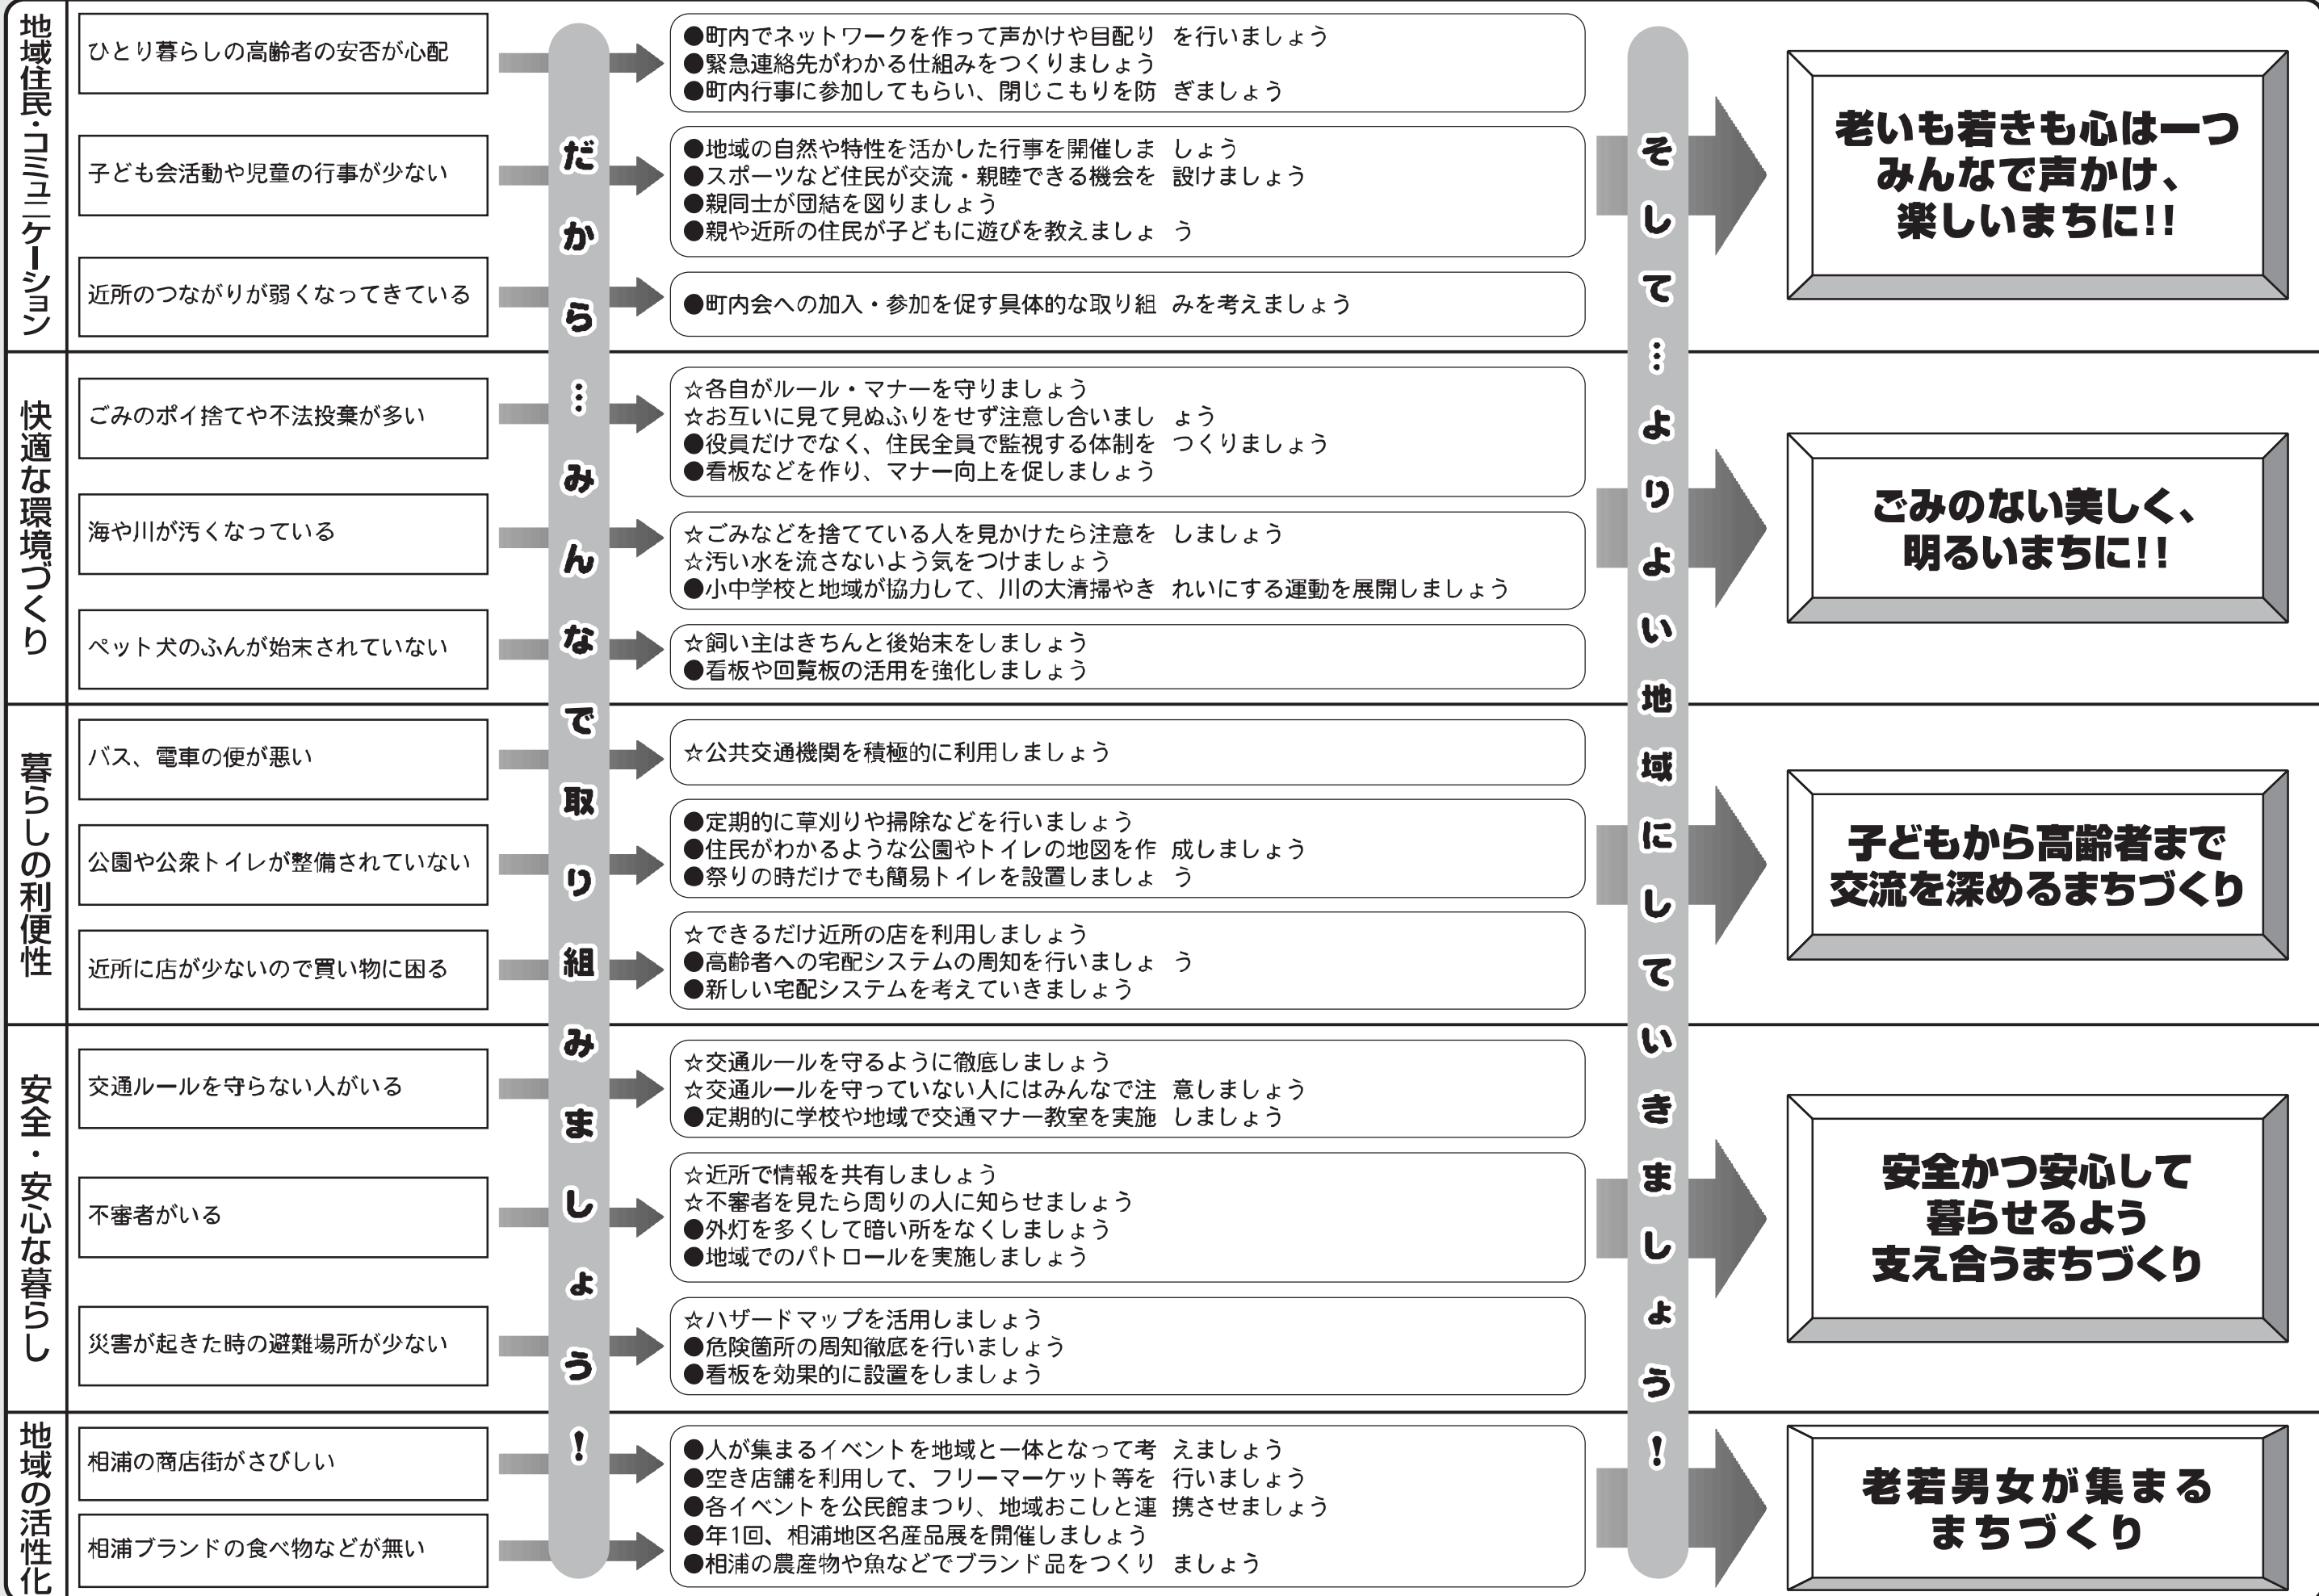 地域住民・コミュニケーション
ひとり暮らしの高齢者の安否が心配
●町内でネットワークを作って声かけや目配り を行いましょう
●緊急連絡先がわかる仕組みをつくりましょう
●町内行事に参加してもらい、閉じこもりを防 ぎましょう
子ども会活動や児童の行事が少ない
●地域の自然や特性を活かした行事を開催しま しょう
●スポーツなど住民が交流・親睦できる機会を 設けましょう
●親同士が団結を図りましょう
●親や近所の住民が子どもに遊びを教えましょ う
近所のつながりが弱くなってきている
●町内会への加入・参加を促す具体的な取り組 みを考えましょう
老いも若きも心は一つ
みんなで声かけ、
楽しいまちに!!
快適な環境づくり
ごみのポイ捨てや不法投棄が多い
☆各自がルール・マナーを守りましょう
☆お互いに見て見ぬふりをせず注意し合いまし ょう
●役員だけでなく、住民全員で監視する体制を つくりましょう
●看板などを作り、マナー向上を促しましょう
海や川が汚くなっている
☆ごみなどを捨てている人を見かけたら注意を しましょう
☆汚い水を流さないよう気をつけましょう
●小中学校と地域が協力して、川の大清掃やき れいにする運動を展開しましょう
ペット犬のふんが始末されていない
☆飼い主はきちんと後始末をしましょう
●看板や回覧板の活用を強化しましょう
ごみのない美しく、
明るいまちに!!
暮らしの利便性
バス、電車の便が悪い
☆公共交通機関を積極的に利用しましょう
公園や公衆トイレが整備されていない
●定期的に草刈りや掃除などを行いましょう
●住民がわかるような公園やトイレの地図を作 成しましょう
●祭りの時だけでも簡易トイレを設置しましょ う
近所に店が少ないので買い物に困る
☆できるだけ近所の店を利用しましょう
●高齢者への宅配システムの周知を行いましょ う
●新しい宅配システムを考えていきましょう
子どもから高齢者まで
交流を深めるまちづくり
安全・安心な暮らし
交通ルールを守らない人がいる
☆交通ルールを守るように徹底しましょう
☆交通ルールを守っていない人にはみんなで注 意しましょう
●定期的に学校や地域で交通マナー教室を実施 しましょう
不審者がいる
☆近所で情報を共有しましょう
☆不審者を見たら周りの人に知らせましょう
●外灯を多くして暗い所をなくしましょう
●地域でのパトロールを実施しましょう
災害が起きた時の避難場所が少ない
☆ハザードマップを活用しましょう
●危険箇所の周知徹底を行いましょう
●看板を効果的に設置をしましょう
安全かつ安心して
暮らせるよう
支え合うまちづくり
地域の活性化
相浦の商店街がさびしい
相浦ブランドの食べ物などが無い
●人が集まるイベントを地域と一体となって考 えましょう
●空き店舗を利用して、フリーマーケット等を 行いましょう
●各イベントを公民館まつり、地域おこしと連 携させましょう
●年1回、相浦地区名産品展を開催しましょう
●相浦の農産物や魚などでブランド品をつくり ましょう
老若男女が集まる
まちづくり
だから…みんなで取り組みましょう!
そして…よりよい地域にしていきましょう!